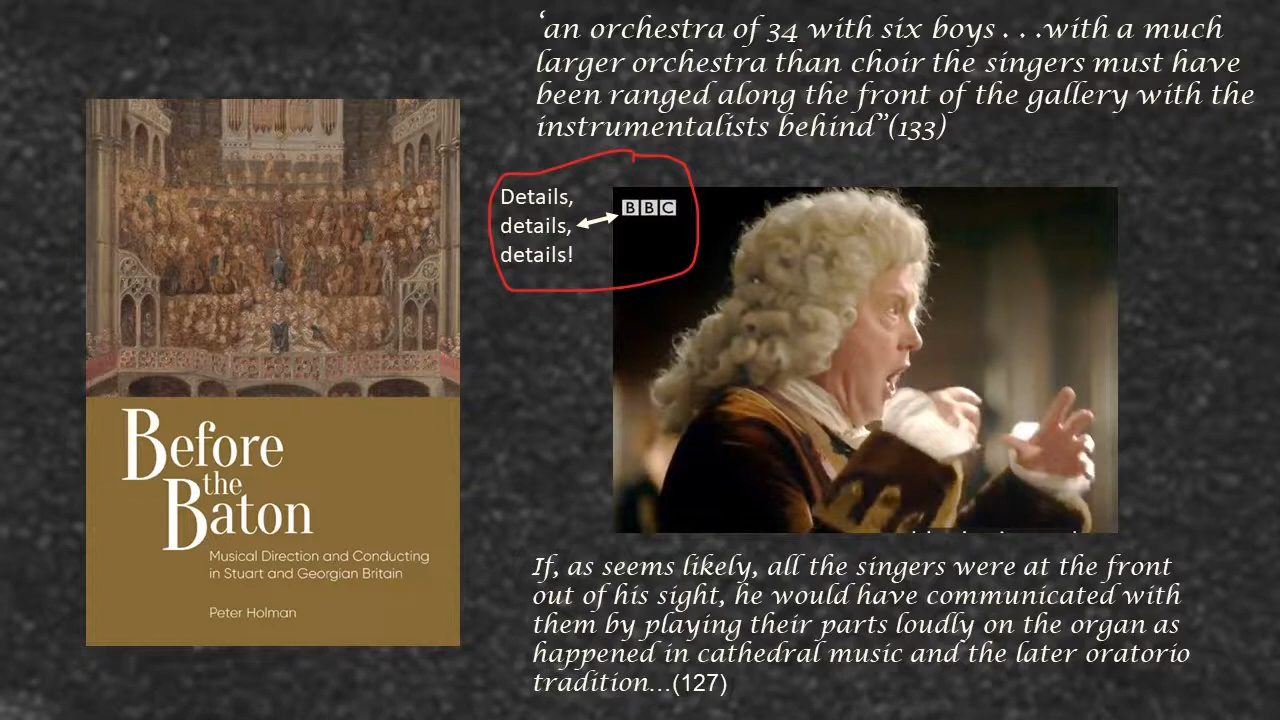 ‘an orchestra of 34 with six boys . . .with a much
larger orchestra than choir the singers must have
been ranged along the front of the gallery with the
instrumentalists behind”(133)
Details,
details,
details!
BBC
Before
the
Baton
Musical Direction and Conducting
in Stuart and Georgian Britain
Peter Holman
If, as seems likely, all the singers were at the front
out of his sight, he would have communicated with
them by playing their parts loudly on the organ as
happened in cathedral music and the later oratorio
tradition...(127)